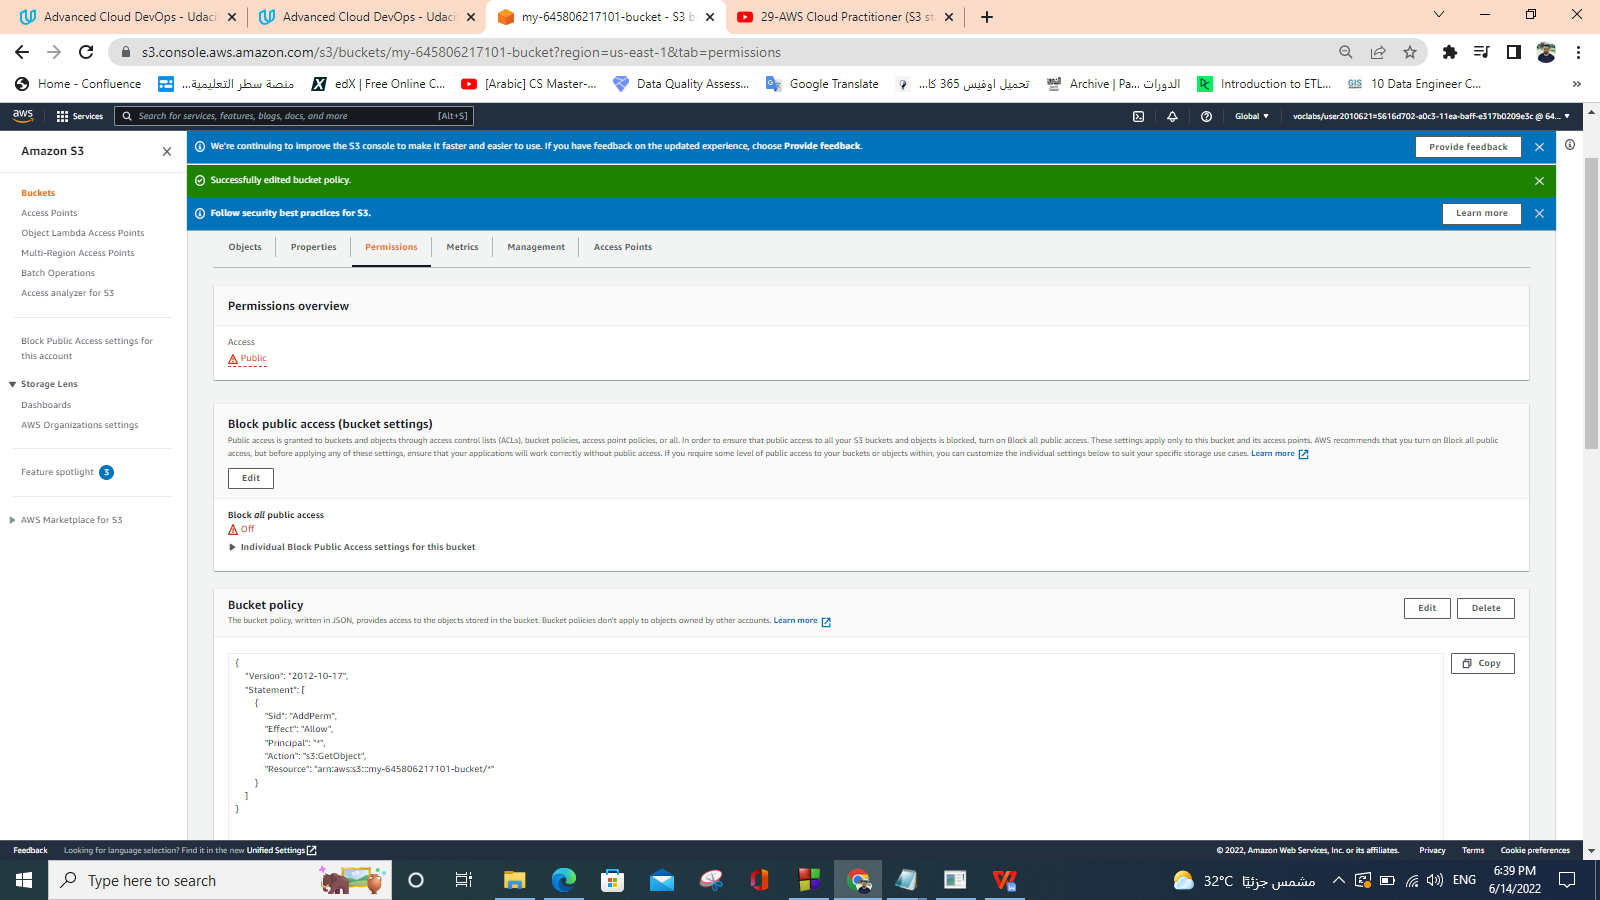 Advanced Cloud DevOps - Udaci
Advanced Cloud DevOps - Udaci
my-645806217101-bucket - S3 b
29-AWS Cloud Practitioner (S3 st
s3.console.aws.amazon.com/s3/buckets/my-645806217101-bucket?region=us-east-1&tab=permissions
Home - Confluence
منصة سطر التعليمية...
edX | Free Online C...
[Arabic] CS Master-...
Data Quality Assess...
Google Translate
تحميل اوفيس 365 كا...
الدورات ...Archive | Pa
Introduction to ETL...
GIS
10 Data Engineer C...
»
aws
Services
Search for services, features, blogs, docs, and more
[Alt+S]
Global
voclabs/user2010621=5616d702-a0c3-11ea-baff-e317b0209e3c @ 64...
Amazon S3
We're continuing to improve the S3 console to make it faster and easier to use. If you have feedback on the updated experience, choose Provide feedback.
Provide feedback
Successfully edited bucket policy.
Follow security best practices for S3.
Learn more
Buckets
Access Points
Object Lambda Access Points
Multi-Region Access Points
Batch Operations
Access analyzer for S3
Block Public Access settings for
this account
Storage Lens
Dashboards
AWS Organizations settings
Feature spotlight 3
AWS Marketplace for S3
Objects
Properties
Permissions
Metrics
Management
Access Points
Permissions overview
Access
Public
Block public access (bucket settings)
Public access is granted to buckets and objects through access control lists (ACLs), bucket policies, access point policies, or all. In order to ensure that public access to all your S3 buckets and objects is blocked, turn on Block all public access. These settings apply only to this bucket and its access points. AWS recommends that you turn on Block all public
access, but before applying any of these settings, ensure that your applications will work correctly without public access. If you require some level of public access to your buckets or objects within, you can customize the individual settings below to suit your specific storage use cases. Learn more
Edit
Block all public access
Off
Individual Block Public Access settings for this bucket
Bucket policy
Edit
Delete
The bucket policy, written in JSON, provides access to the objects stored in the bucket. Bucket policies don't apply to objects owned by other accounts. Learn more
Copy
{
"Version": "2012-10-17",
"Statement": [
{
"Sid": "AddPerm",
"Effect": "Allow",
"Principal": "*",
"Action": "s3:GetObject",
"Resource": "arn:aws:s3:::my-645806217101-bucket/*"
}
]
}
Feedback
Looking for language selection? Find it in the new Unified Settings
© 2022, Amazon Web Services, Inc. or its affiliates.
Privacy
Terms
Cookie preferences
Type here to search
32°C مشمس جزئيًا
ENG
6:39 PM
6/14/2022